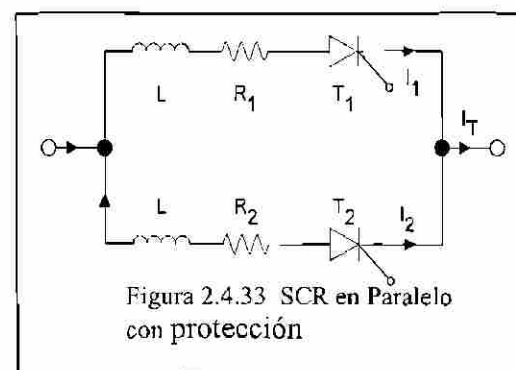 L R1 T1 I1
IT
L R2 T2 I2
Figura 2.4.33 SCR en Paralelo
con protección